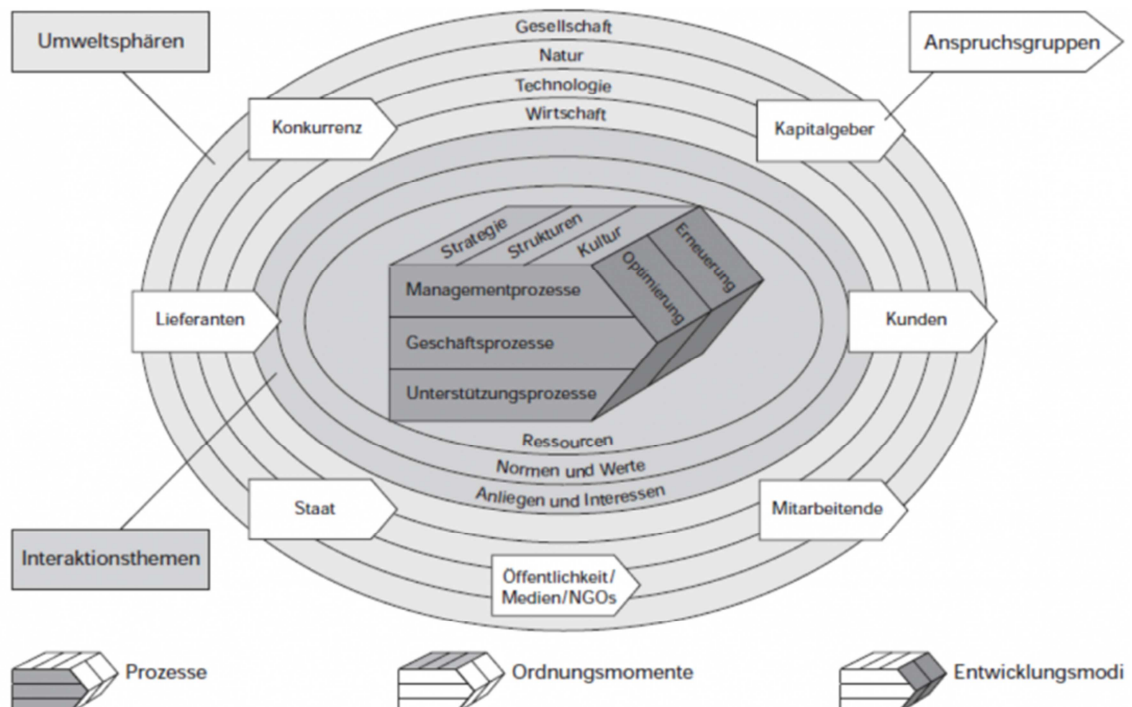 Umweltsphären
Anspruchsgruppen
Gesellschaft
Natur
Technologie
Wirtschaft
Konkurrenz
Kapitalgeber
Strategie
Strukturen
Kultur
Erneuerung
Optimierung
Managementprozesse
Geschäftsprozesse
Unterstützungsprozesse
Lieferanten
Kunden
Ressourcen
Normen und Werte
Anliegen und Interessen
Staat
Mitarbeitende
Interaktionsthemen
Öffentlichkeit/
Medien/NGOs
Prozesse
Ordnungsmomente
Entwicklungsmodi